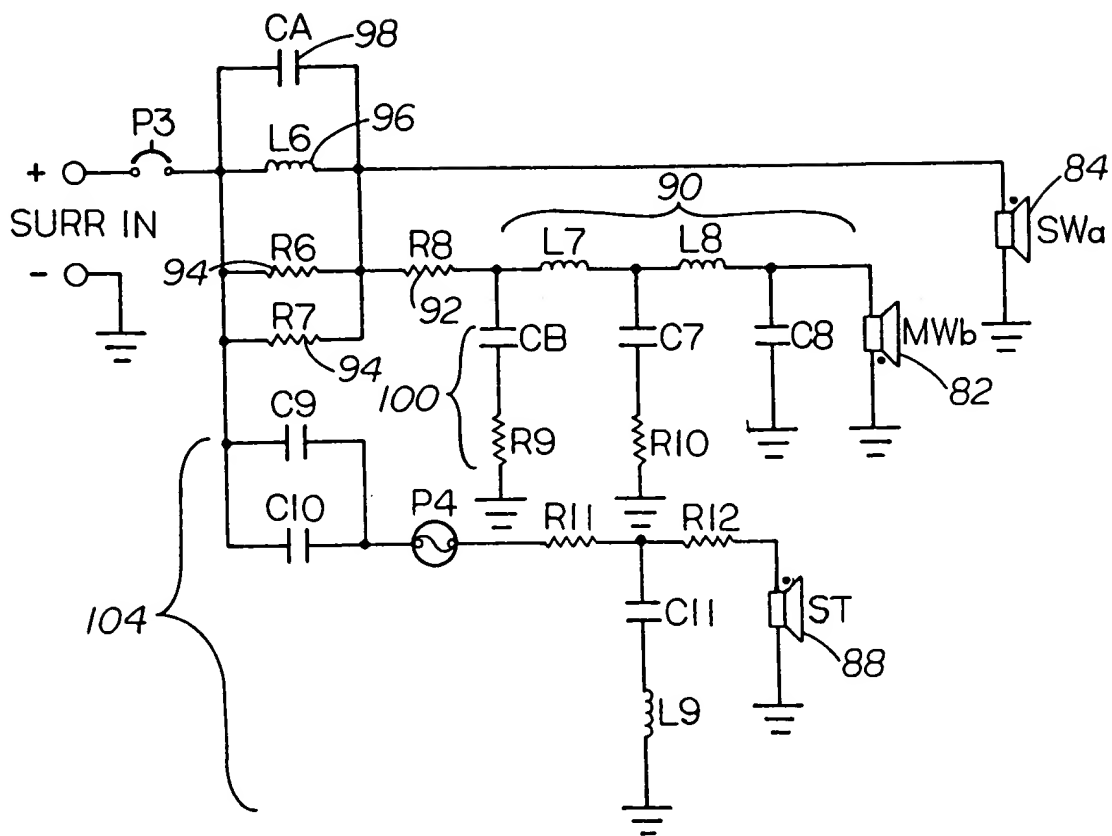 CA 98
P3
L6 96
+
SURR IN
-
90
84
SWa
94
R6
R8
L7
L8
92
R7
94
CB
C7
C8
MWb
82
100
C9
R9
R10
C10
P4
R11
R12
104
C11
ST
88
L9